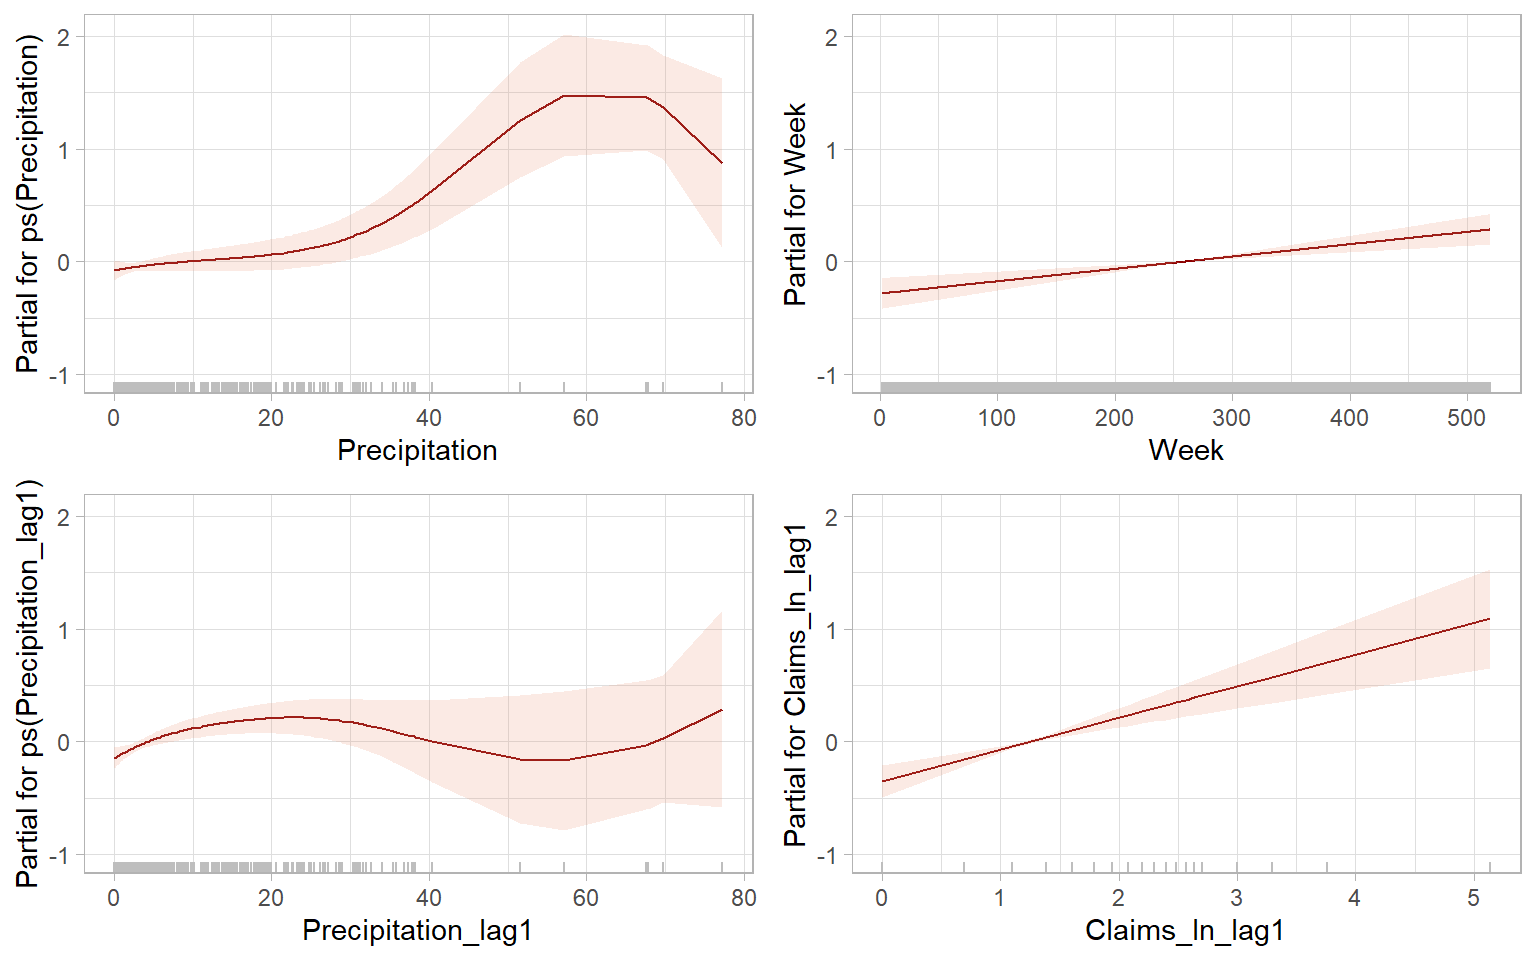 Partial for ps(Precipitation)
2
1
0
-1
0 20 40 60 80
Precipitation
Partial for Week
2
1
0
-1
0 100 200 300 400 500
Week
Partial for ps(Precipitation_lag1)
2
1
0
-1
0 20 40 60 80
Precipitation_lag1
Partial for Claims_ln_lag1
2
1
0
-1
0 1 2 3 4 5
Claims_ln_lag1